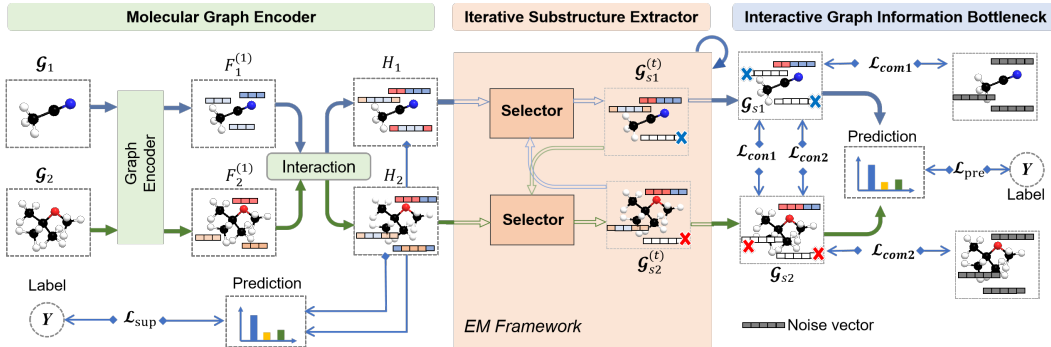 Molecular Graph Encoder
Iterative Substructure Extractor
Interactive Graph Information Bottleneck
𝓖₁
F₁⁽¹⁾
H₁
𝓖ₛ₁⁽ᵗ⁾
𝓛com1
Selector
𝓖ₛ₁
Graph
Encoder
Interaction
Prediction
𝓛con1
𝓛con2
𝓖₂
F₂⁽¹⁾
H₂
𝓛pre
Y
Label
Selector
𝓖ₛ₂⁽ᵗ⁾
𝓖ₛ₂
𝓛com2
Label
Y
𝓛sup
Prediction
EM Framework
Noise vector